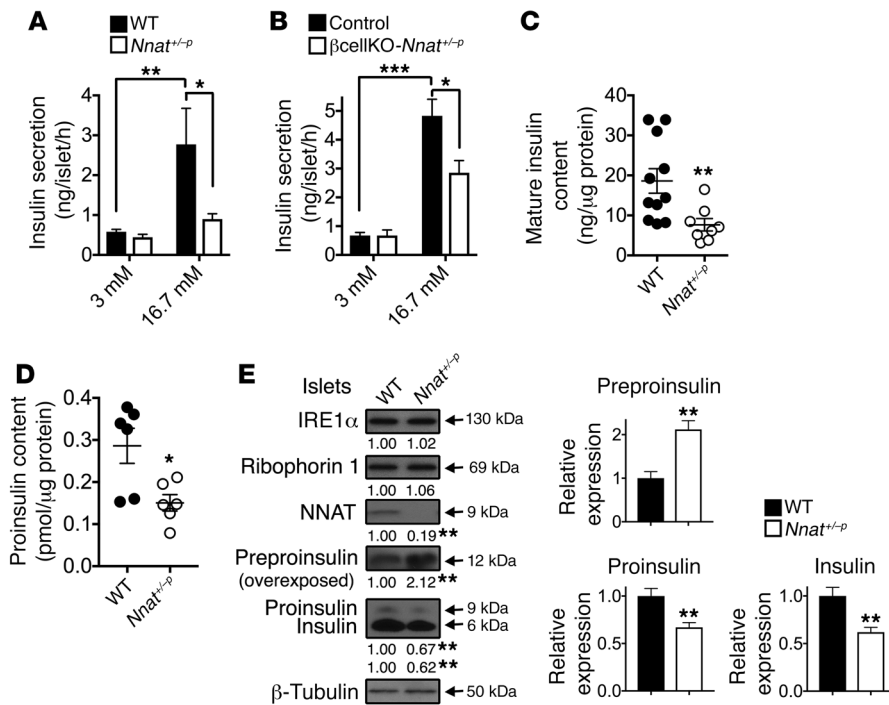 A
WT
Nnat+/−p
**
*
Insulin secretion
(ng/islet/h)
4
3
2
1
0
3 mM
16.7 mM
B
Control
βcellKO-Nnat+/−p
***
*
Insulin secretion
(ng/islet/h)
5
4
3
2
1
0
3 mM
16.7 mM
C
Mature insulin
content
(ng/μg protein)
40
30
20
10
0
**
WT
Nnat+/−p
D
Proinsulin content
(pmol/μg protein)
0.4
0.3
0.2
0.1
0
*
WT
Nnat+/−p
E
Islets
WT
Nnat+/−p
IRE1α
130 kDa
1.00 1.02
Ribophorin 1
69 kDa
1.00 1.06
NNAT
9 kDa
1.00 0.19**
Preproinsulin
12 kDa
(overexposed)
1.00 2.12**
Proinsulin
9 kDa
Insulin
6 kDa
1.00 0.67**
1.00 0.62**
β-Tubulin
50 kDa
Preproinsulin
Relative
expression
2
1
0
**
WT
Nnat+/−p
Proinsulin
Relative
expression
1.0
0.5
0
**
Insulin
Relative
expression
1.0
0.5
0.0
**